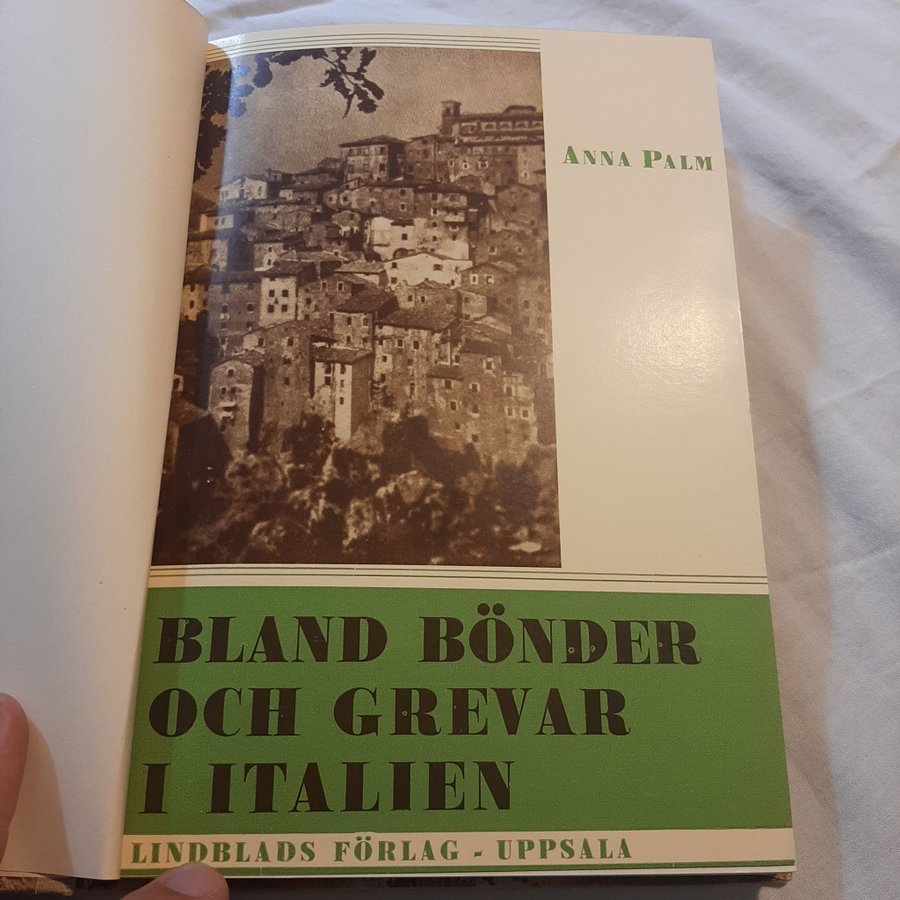 ANNA PALM
BLAND BÖNDER
OCH GREVAR
I ITALIEN
LINDBLADS FÖRLAG - UPPSALA